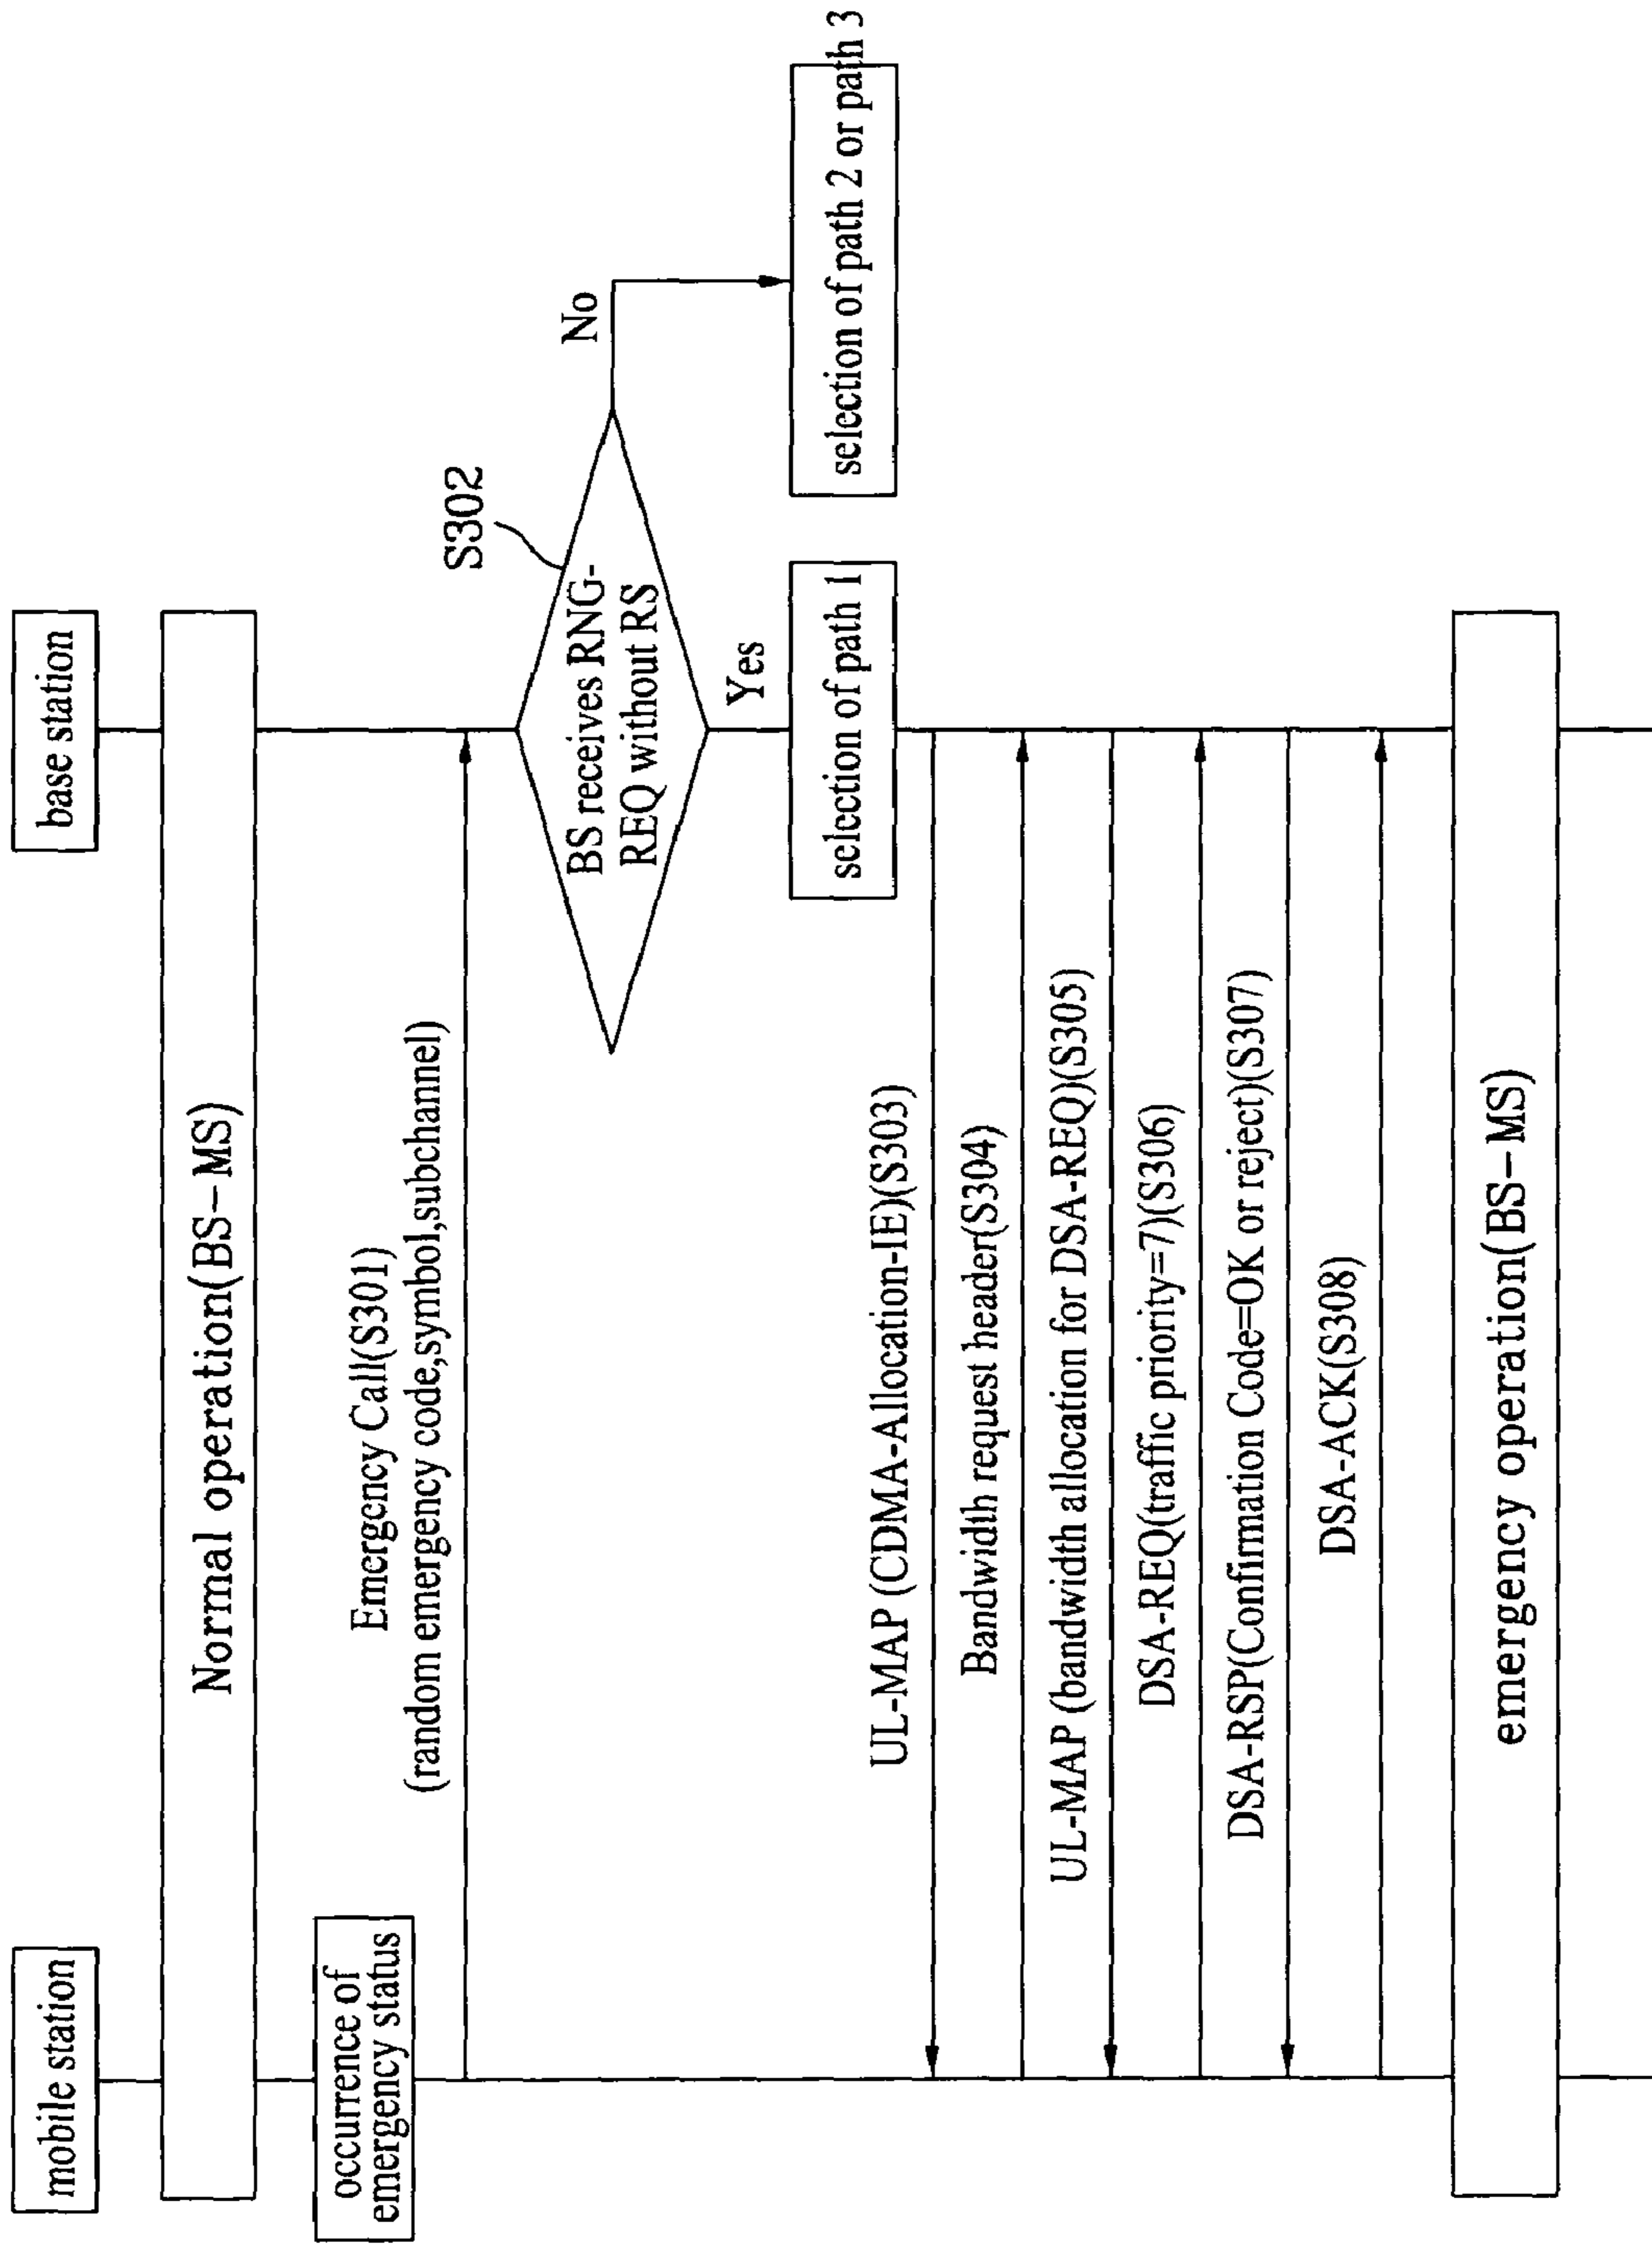 mobile station
base station
Normal operation(BS-MS)
occurrence of
emergency status
Emergency Call(S301)
(random emergency code,symbol,subchannel)
S302
BS receives RNG-
REQ without RS
No
Yes
selection of path 1
selection of path 2 or path 3
UL-MAP (CDMA-Allocation-IE)(S303)
Bandwidth request header(S304)
UL-MAP (bandwidth allocation for DSA-REQ)(S305)
DSA-REQ(traffic priority=7)(S306)
DSA-RSP(Confirmation Code=OK or reject)(S307)
DSA-ACK(S308)
emergency operation(BS-MS)